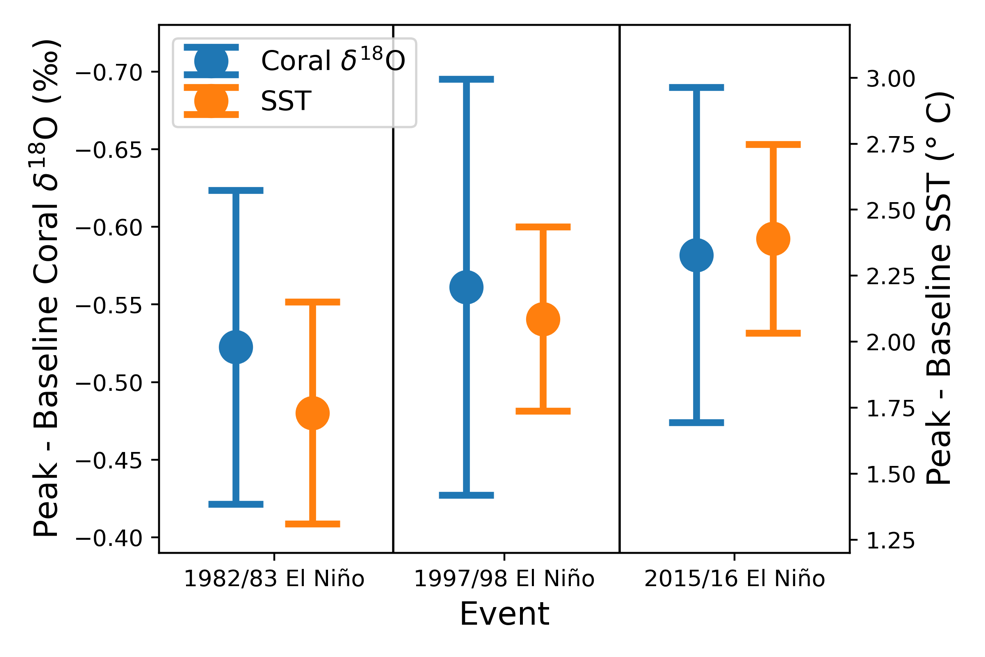 Coral δ¹⁸O
SST
Peak - Baseline Coral δ¹⁸O (‰)
−0.70
−0.65
−0.60
−0.55
−0.50
−0.45
−0.40
3.00
2.75
2.50
2.25
2.00
1.75
1.50
1.25
Peak - Baseline SST (° C)
1982/83 El Niño
1997/98 El Niño
2015/16 El Niño
Event